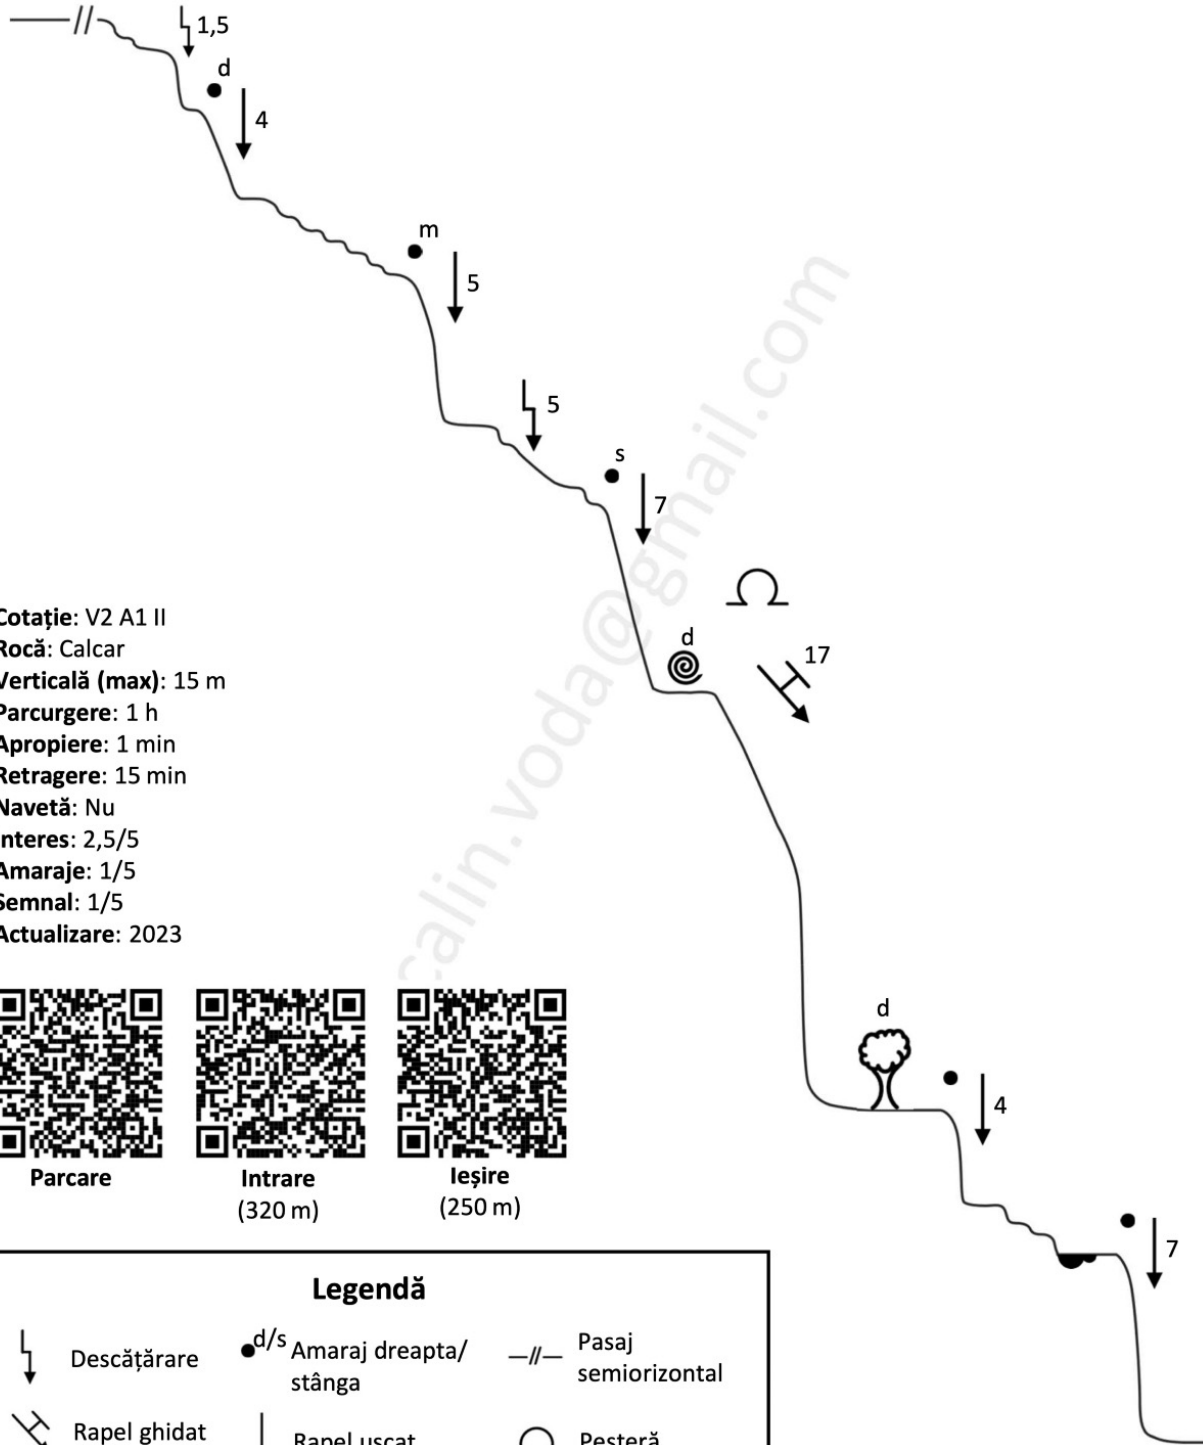 1,5
d
4
m
5
5
s
7
d
17
Cotație: V2 A1 II
Rocă: Calcar
Verticală (max): 15 m
Parcurgere: 1 h
Apropiere: 1 min
Retragere: 15 min
Navetă: Nu
Interes: 2,5/5
Amaraje: 1/5
Semnal: 1/5
Actualizare: 2023
calin.voda@gmail.com
d
4
7
Parcare
Intrare
(320 m)
Ieșire
(250 m)
Legendă
Descățărare
d/s Amaraj dreapta/
stânga
Pasaj
semiorizontal
Rapel ghidat
Rapel uscat
Peșteră